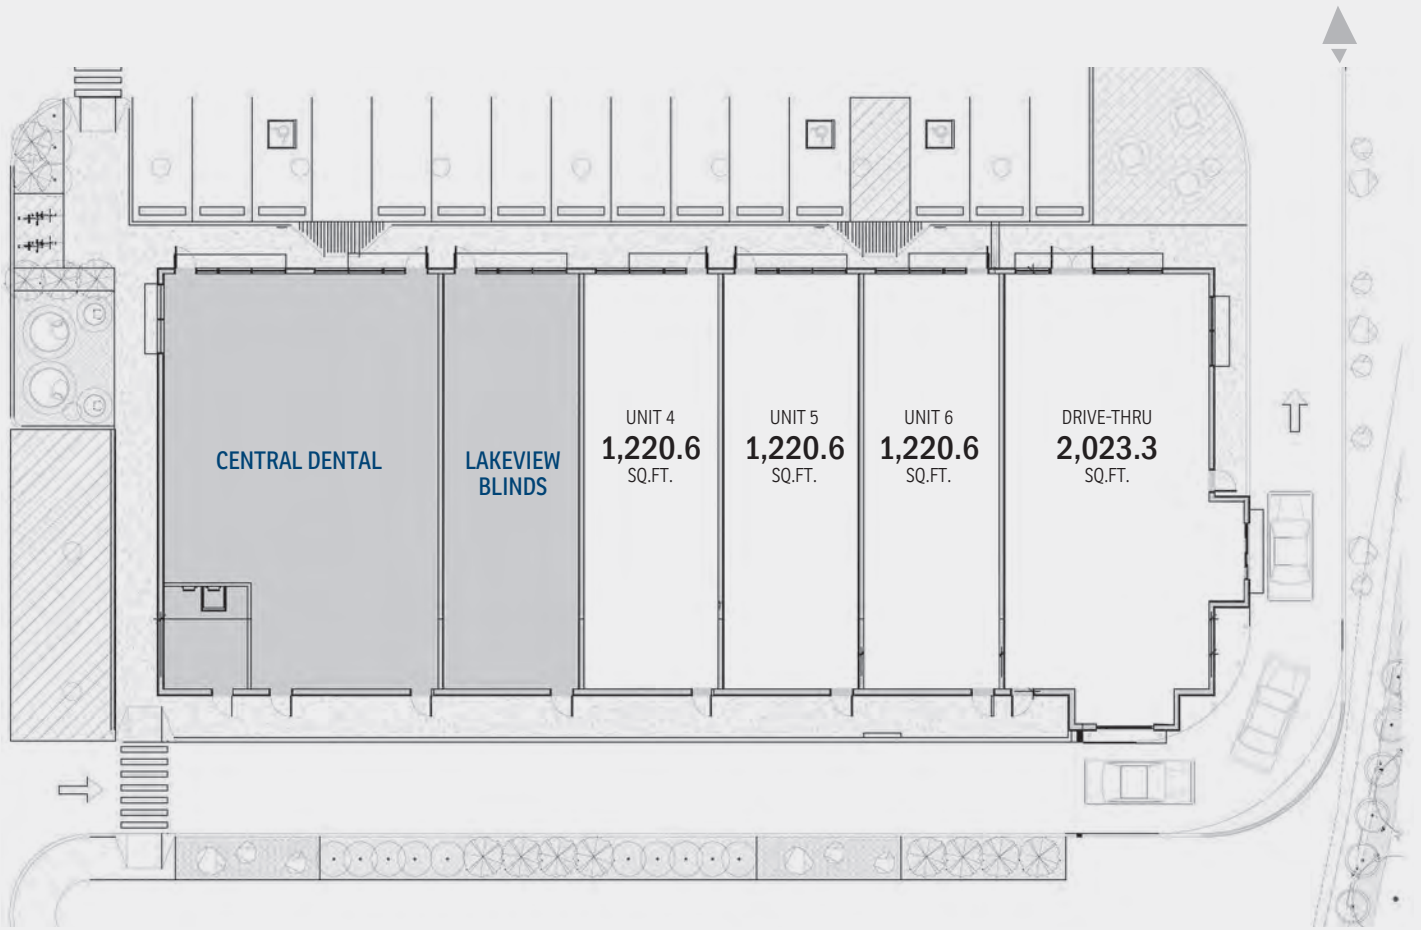 CENTRAL DENTAL
LAKEVIEW
BLINDS
UNIT 4
1,220.6
SQ.FT.
UNIT 5
1,220.6
SQ.FT.
UNIT 6
1,220.6
SQ.FT.
DRIVE-THRU
2,023.3
SQ.FT.